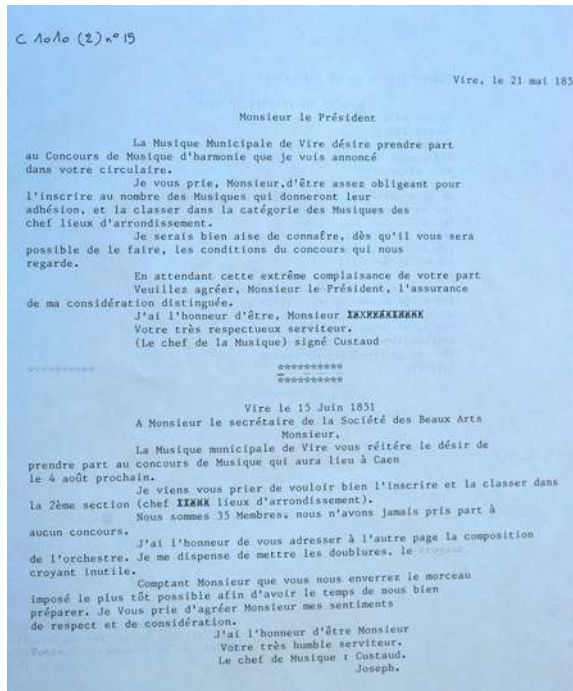 C 1010 (2) n° 15
Vire, le 21 mai 185
Monsieur le Président
La Musique Municipale de Vire désire prendre part
au Concours de Musique d'harmonie que je vois annoncé
dans votre circulaire.
Je vous prie, Monsieur,d'être assez obligeant pour
l'inscrire au nombre des Musiques qui donneront leur
adhésion, et la classer dans la catégorie des Musiques des
chef lieux d'arrondissement.
Je serais bien aise de connaître, dès qu'il vous sera
possible de le faire, les conditions du concours qui nous
regarde.
En attendant cette extrême complaisance de votre part
Veuillez agréer, Monsieur le Président, l'assurance
de ma considération distinguée.
J'ai l'honneur d'être, Monsieur
Votre très respectueux serviteur.
(Le chef de la Musique) signé Custaud
**********
**********
Vire le 15 Juin 1851
A Monsieur le secrétaire de la Société des Beaux Arts
Monsieur,
La Musique municipale de Vire vous réitére le désir de
prendre part au concours de Musique qui aura lieu à Caen
le 4 août prochain.
Je viens vous prier de vouloir bien l'inscrire et la classer dans
la 2ème section (chef lieux d'arrondissement).
Nous sommes 35 Membres, nous n'avons jamais pris part à
aucun concours.
J'ai l'honneur de vous adresser à l'autre page la composition
de l'orchestre. Je me dispense de mettre les doublures, le
croyant inutile.
Comptant Monsieur que vous nous enverrez le morceau
imposé le plus tôt possible afin d'avoir le temps de nous bien
préparer. Je Vous prie d'agréer Monsieur mes sentiments
de respect et de considération.
J'ai l'honneur d'être Monsieur
Votre très humble serviteur.
Le chef de Musique : Custaud.
Joseph.